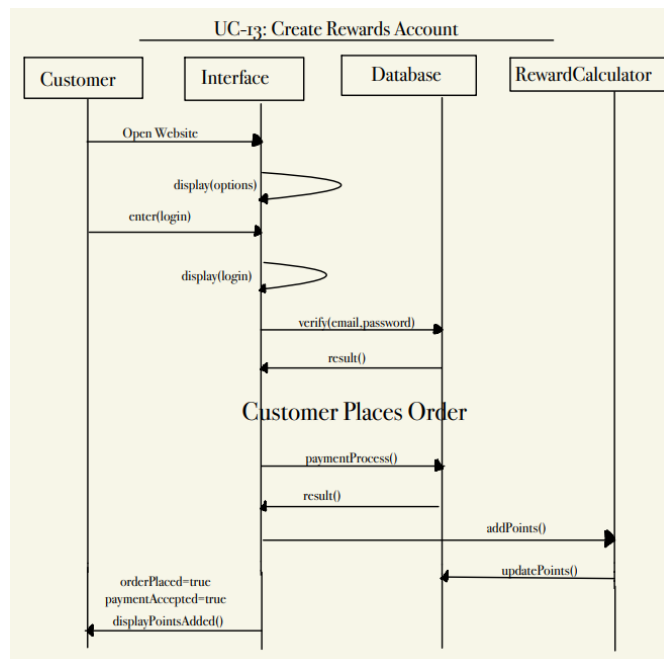 UC-13: Create Rewards Account
Customer
Interface
Database
RewardCalculator
Open Website
display(options)
enter(login)
display(login)
verify(email,password)
result()
Customer Places Order
paymentProcess()
result()
addPoints()
updatePoints()
orderPlaced=true
paymentAccepted=true
displayPointsAdded()